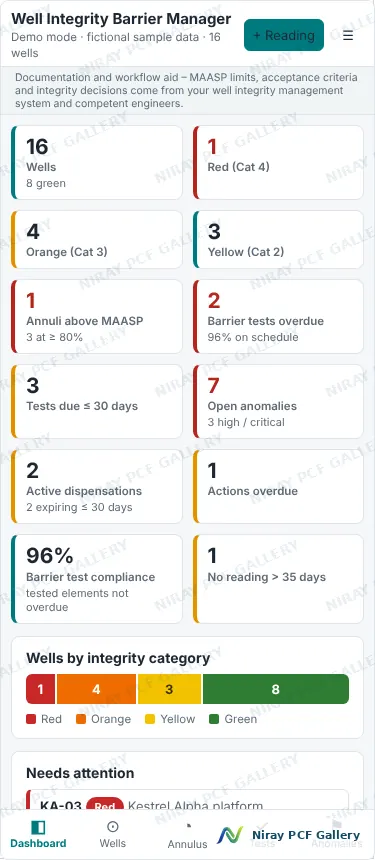 Well Integrity Barrier Manager
Demo mode · fictional sample data · 16
wells
+ Reading
Documentation and workflow aid – MAASP limits, acceptance criteria
and integrity decisions come from your well integrity management
system and competent engineers.
16
Wells
8 green
1
Red (Cat 4)
4
Orange (Cat 3)
3
Yellow (Cat 2)
1
Annuli above MAASP
3 at ≥ 80%
2
Barrier tests overdue
96% on schedule
3
Tests due ≤ 30 days
7
Open anomalies
3 high / critical
2
Active dispensations
2 expiring ≤ 30 days
1
Actions overdue
96%
Barrier test compliance
tested elements not
overdue
1
No reading > 35 days
Wells by integrity category
1 4 3 8
Red Orange Yellow Green
Needs attention
KA-03 Red Kestrel Alpha platform
Dashboard Wells Annulus Tests Anomalies
Niray PCF Gallery
NIRAY PCF GALLERY